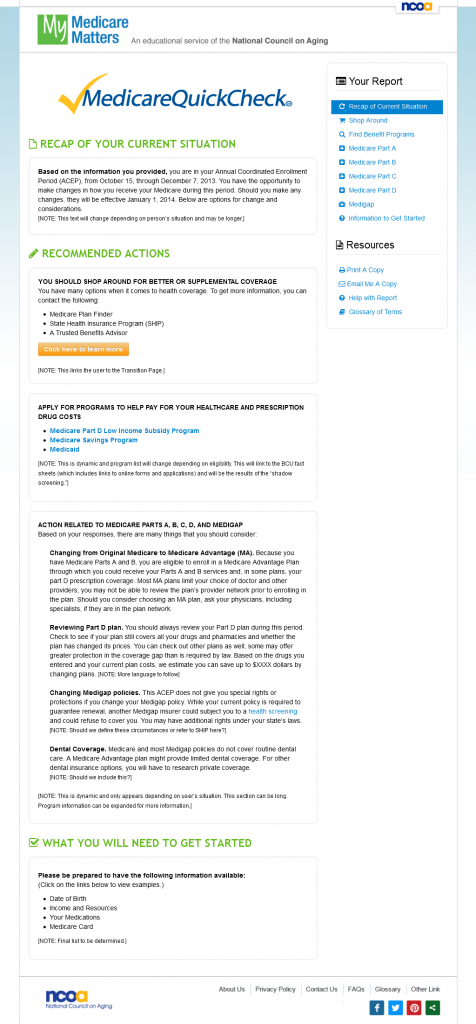 ncoa
My Medicare
Matters
An educational service of the National Council on Aging
MedicareQuickCheck
RECAP OF YOUR CURRENT SITUATION
Based on the information you provided, you are in your Annual Coordinated Enrollment
Period (ACEP), from October 15, through December 7, 2013. You have the opportunity to
make changes in how you receive your Medicare during this period. Should you make any
changes, they will be effective January 1, 2014. Below are options for change and
considerations.
[NOTE: This text will change depending on person's situation and may be longer.]
RECOMMENDED ACTIONS
YOU SHOULD SHOP AROUND FOR BETTER OR SUPPLEMENTAL COVERAGE
You have many options when it comes to health coverage. To get more information, you can
contact the following:
• Medicare Plan Finder
• State Health Insurance Program (SHIP)
• A Trusted Benefits Advisor
Click here to learn more
[NOTE: This links the user to the Transition Page.]
APPLY FOR PROGRAMS TO HELP PAY FOR YOUR HEALTHCARE AND PRESCRIPTION
DRUG COSTS
• Medicare Part D Low Income Subsidy Program
• Medicare Savings Program
• Medicaid
[NOTE: This is dynamic and program list will change depending on eligibility. This will link to the BCU fact
sheets (which includes links to online forms and applications) and will be the results of the "shadow
screening."]
ACTION RELATED TO MEDICARE PARTS A, B, C, D, AND MEDIGAP
Based on your responses, there are many things that you should consider:
Changing from Original Medicare to Medicare Advantage (MA). Because you
have Medicare Parts A and B, you are eligible to enroll in a Medicare Advantage Plan
through which you could receive your Parts A and B services and, in some plans, your
part D prescription coverage. Most MA plans limit your choice of doctor and other
providers; you may not be able to review the plan's provider network prior to enrolling in
the plan. Should you consider choosing an MA plan, ask your physicians, including
specialists, if they are in the plan network.
Reviewing Part D plan. You should always review your Part D plan during this period.
Check to see if your plan still covers all your drugs and pharmacies and whether the
plan has changed its prices. You can check out other plans as well; some may offer
greater protection in the coverage gap than is required by law. Based on the drugs you
entered and your current plan costs, we estimate you can save up to $XXXX dollars by
changing plans. [NOTE: More language to follow]
Changing Medigap policies. This ACEP does not give you special rights or
protections if you change your Medigap policy. While your current policy is required to
guarantee renewal, another Medigap insurer could subject you to a health screening
and could refuse to cover you. You may have additional rights under your state's laws.
[NOTE: Should we define these circumstances or refer to SHIP here?]
Dental Coverage. Medicare and most Medigap policies do not cover routine dental
care. A Medicare Advantage plan might provide limited dental coverage. For other
dental insurance options, you will have to research private coverage.
[NOTE: Should we include this?]
[NOTE: This is dynamic and only appears depending on user's situation. This section can be long.
Program information can be expanded for more information.]
WHAT YOU WILL NEED TO GET STARTED
Please be prepared to have the following information available:
(Click on the links below to view examples.)
• Date of Birth
• Income and Resources
• Your Medications
• Medicare Card
[NOTE: Final list to be determined.]
Your Report
Recap of Current Situation
Shop Around
Find Benefit Programs
Medicare Part A
Medicare Part B
Medicare Part C
Medicare Part D
Medigap
Information to Get Started
Resources
Print A Copy
Email Me A Copy
Help with Report
Glossary of Terms
ncoa
National Council on Aging
About Us | Privacy Policy | Contact Us | FAQs | Glossary | Other Link